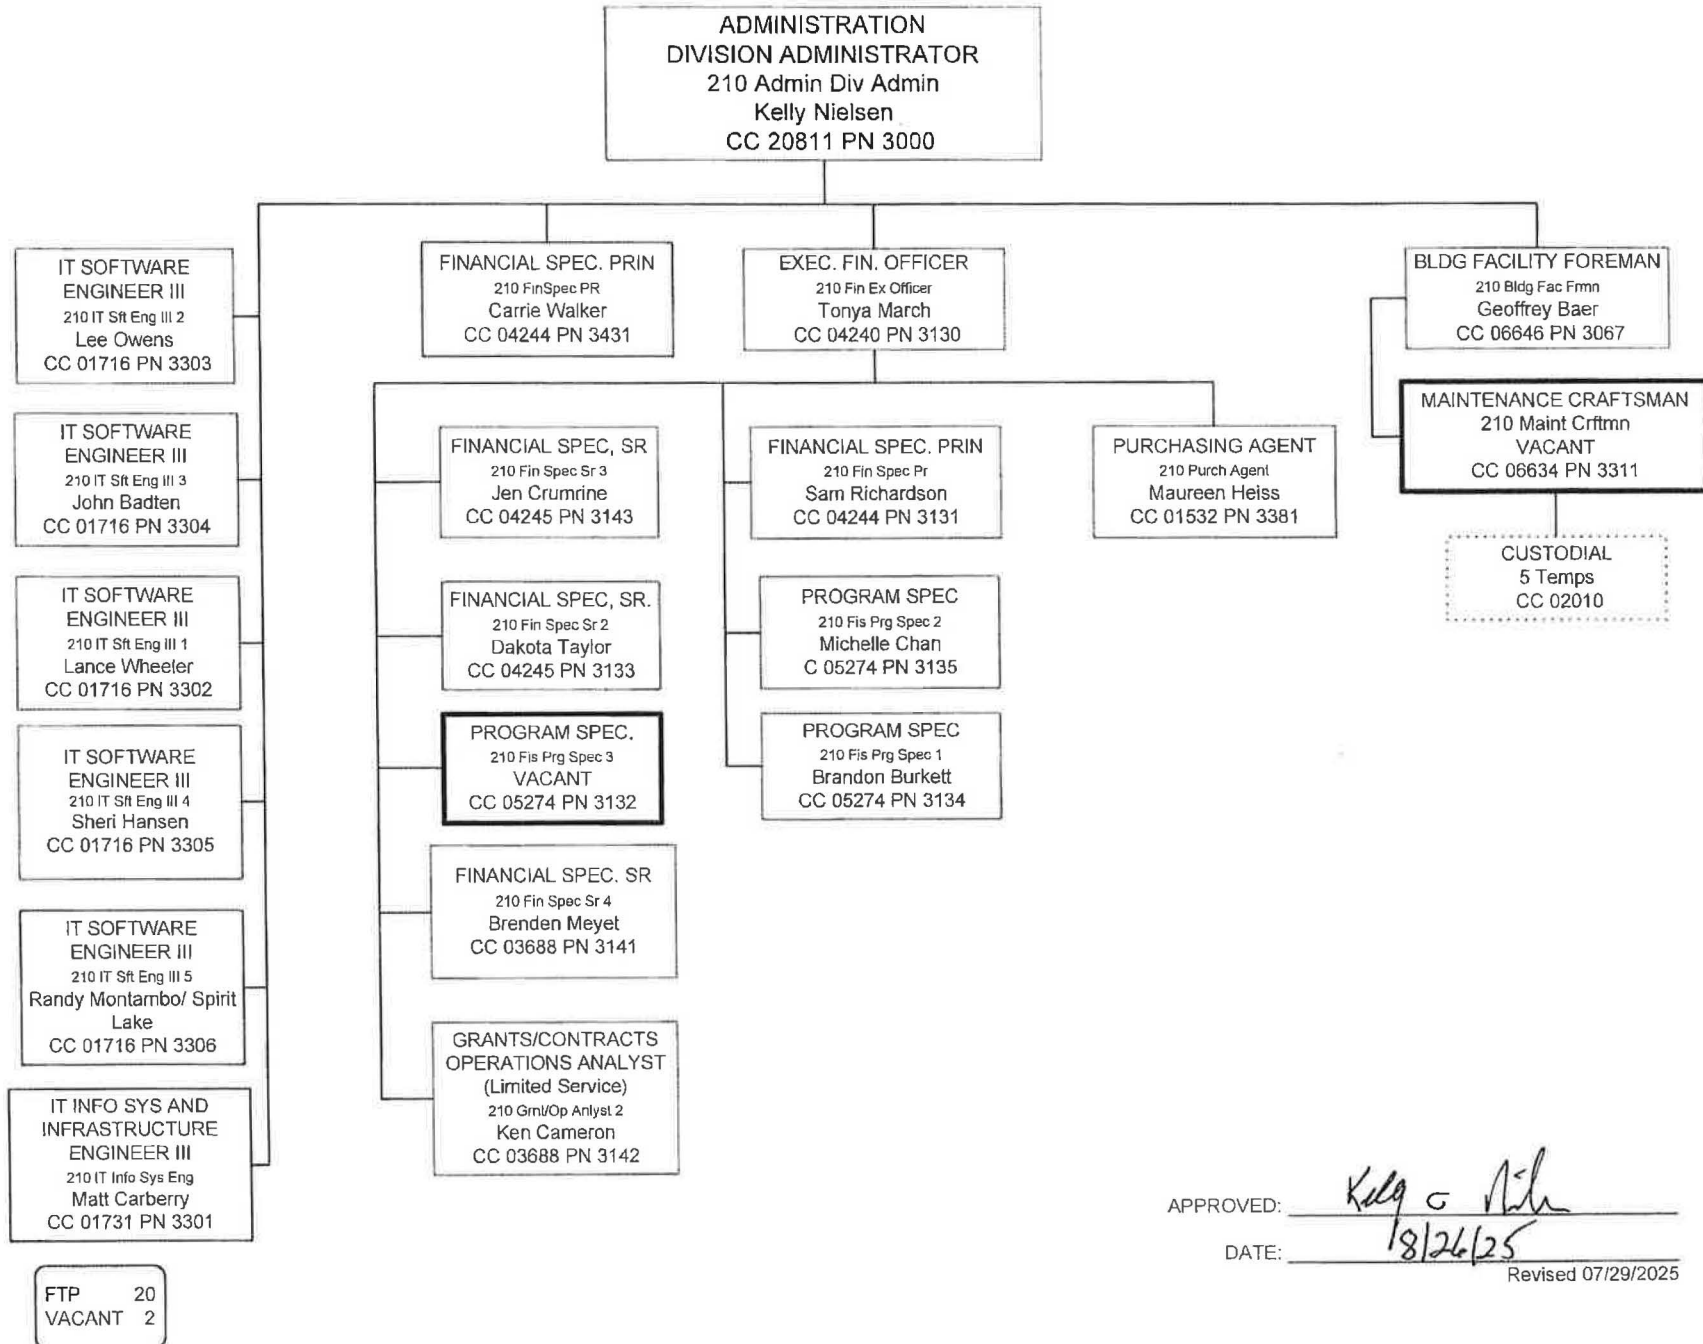 ADMINISTRATION
DIVISION ADMINISTRATOR
210 Admin Div Admin
Kelly Nielsen
CC 20811 PN 3000
IT SOFTWARE
ENGINEER III
210 IT Sft Eng III 2
Lee Owens
CC 01716 PN 3303
IT SOFTWARE
ENGINEER III
210 IT Sft Eng III 3
John Badten
CC 01716 PN 3304
IT SOFTWARE
ENGINEER III
210 IT Sft Eng III 1
Lance Wheeler
CC 01716 PN 3302
IT SOFTWARE
ENGINEER III
210 IT Sft Eng III 4
Sheri Hansen
CC 01716 PN 3305
IT SOFTWARE
ENGINEER III
210 IT Sft Eng III 5
Randy Montambo/ Spirit
Lake
CC 01716 PN 3306
IT INFO SYS AND
INFRASTRUCTURE
ENGINEER III
210 IT Info Sys Eng
Matt Carberry
CC 01731 PN 3301
FINANCIAL SPEC. PRIN
210 FinSpec PR
Carrie Walker
CC 04244 PN 3431
EXEC. FIN. OFFICER
210 Fin Ex Officer
Tonya March
CC 04240 PN 3130
FINANCIAL SPEC, SR
210 Fin Spec Sr 3
Jen Crumrine
CC 04245 PN 3143
FINANCIAL SPEC, SR.
210 Fin Spec Sr 2
Dakota Taylor
CC 04245 PN 3133
PROGRAM SPEC.
210 Fis Prg Spec 3
VACANT
CC 05274 PN 3132
FINANCIAL SPEC. SR
210 Fin Spec Sr 4
Brenden Meyet
CC 03688 PN 3141
GRANTS/CONTRACTS
OPERATIONS ANALYST
(Limited Service)
210 Grnt/Op Anlyst 2
Ken Cameron
CC 03688 PN 3142
FINANCIAL SPEC. PRIN
210 Fin Spec Pr
Sam Richardson
CC 04244 PN 3131
PROGRAM SPEC
210 Fis Prg Spec 2
Michelle Chan
C 05274 PN 3135
PROGRAM SPEC
210 Fis Prg Spec 1
Brandon Burkett
CC 05274 PN 3134
PURCHASING AGENT
210 Purch Agent
Maureen Heiss
CC 01532 PN 3381
BLDG FACILITY FOREMAN
210 Bldg Fac Frmn
Geoffrey Baer
CC 06646 PN 3067
MAINTENANCE CRAFTSMAN
210 Maint Crftmn
VACANT
CC 06634 PN 3311
CUSTODIAL
5 Temps
CC 02010
FTP 20
VACANT 2
APPROVED:
DATE: 8/26/25
Revised 07/29/2025